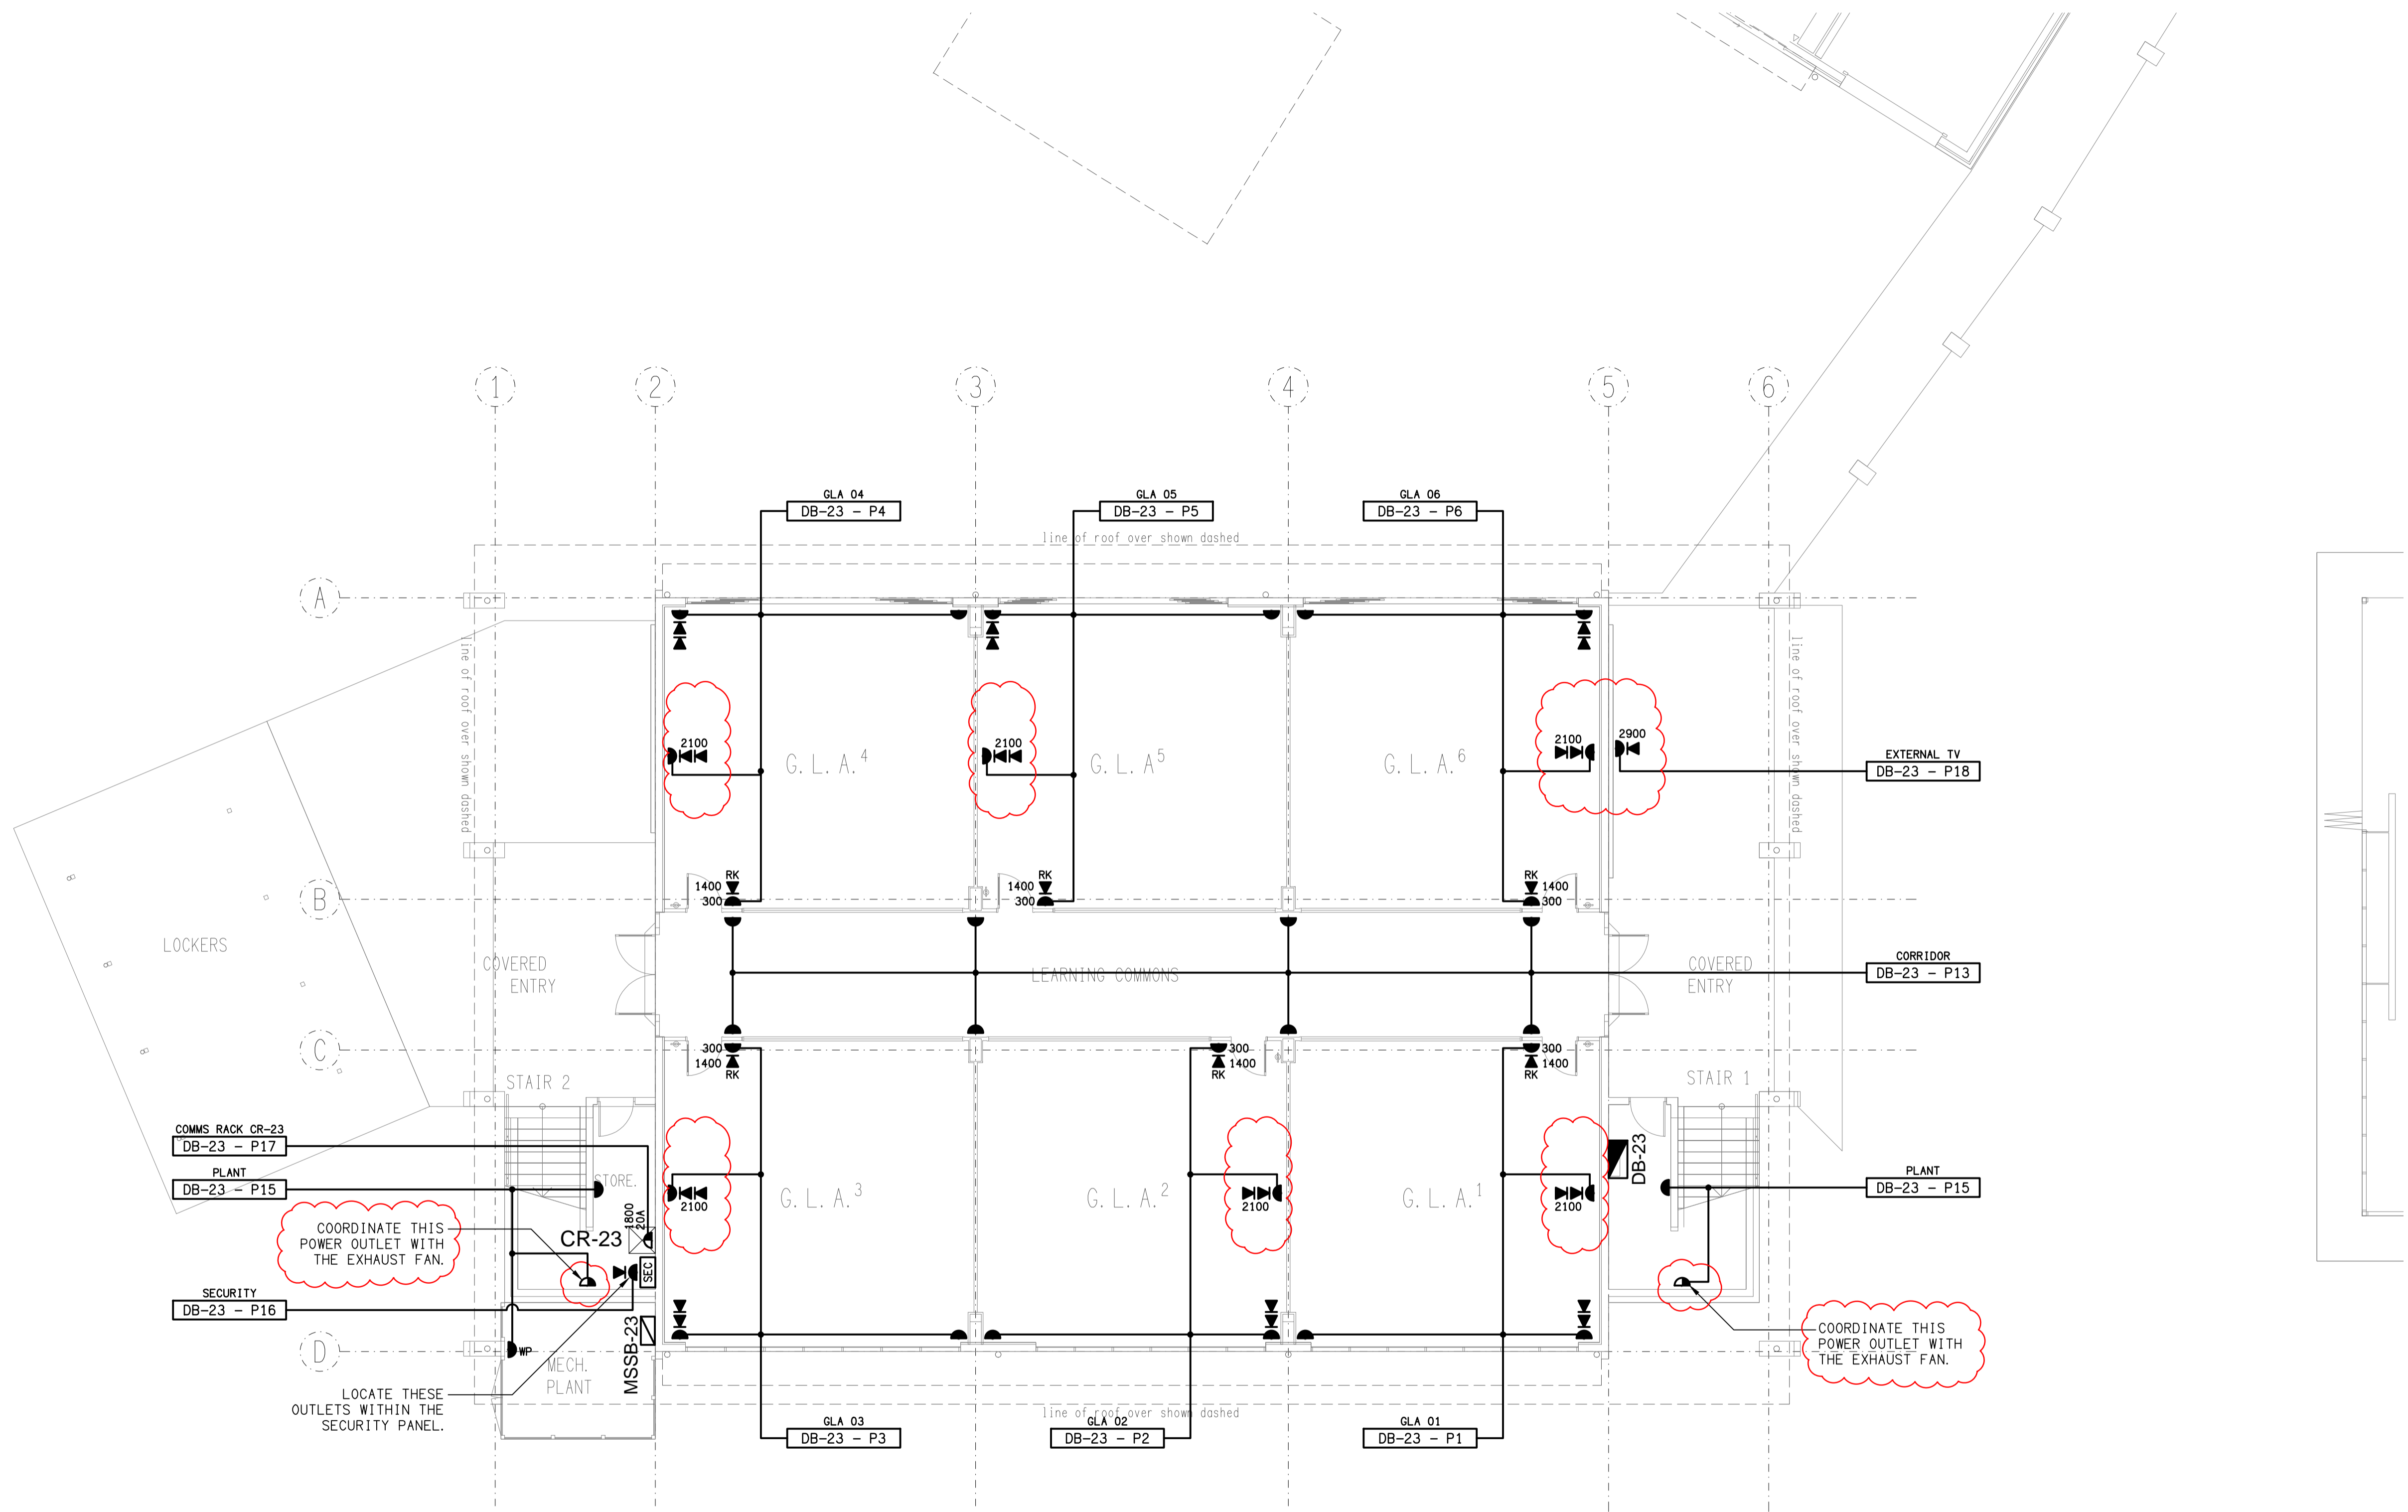 1
2
3
4
5
6
GLA 04
DB-23 - P4
GLA 05
DB-23 - P5
GLA 06
DB-23 - P6
line of roof over shown dashed
A
line of roof over shown dashed
line of roof over shown dashed
2100
2100
2100
2900
G. L. A. 4
G. L. A 5
G. L. A. 6
EXTERNAL TV
DB-23 - P18
RK
1400
300
RK
1400
300
RK
1400
300
B
LOCKERS
COVERED
ENTRY
LEARNING COMMONS
COVERED
ENTRY
CORRIDOR
DB-23 - P13
C
300
1400
RK
300
1400
RK
300
1400
RK
STAIR 2
STAIR 1
COMMS RACK CR-23
DB-23 - P17
PLANT
DB-23 - P15
STORE.
DB-23
PLANT
DB-23 - P15
2100
2100
2100
G. L. A. 3
G. L. A. 2
G. L. A. 1
COORDINATE THIS
POWER OUTLET WITH
THE EXHAUST FAN.
CR-23
1800
20A
SEC
SECURITY
DB-23 - P16
MSSB-23
COORDINATE THIS
POWER OUTLET WITH
THE EXHAUST FAN.
D
WP
MECH.
PLANT
LOCATE THESE
OUTLETS WITHIN THE
SECURITY PANEL.
line of roof over shown dashed
GLA 03
DB-23 - P3
GLA 02
DB-23 - P2
GLA 01
DB-23 - P1